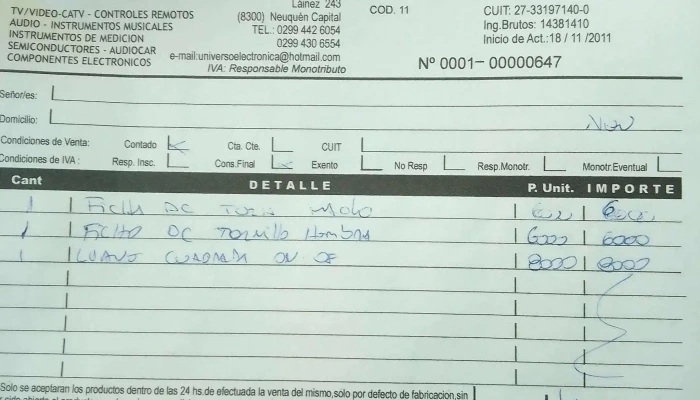 TV/VIDEO-CATV - CONTROLES REMOTOS
AUDIO - INSTRUMENTOS MUSICALES
INSTRUMENTOS DE MEDICION
SEMICONDUCTORES - AUDIOCAR
COMPONENTES ELECTRONICOS
Láinez 243
(8300) Neuquén Capital
TEL.: 0299 442 6054
0299 430 6554
e-mail:universoelectronica@hotmail.com
IVA: Responsable Monotributo
COD. 11
CUIT: 27-33197140-0
Ing.Brutos: 14381410
Inicio de Act.:18 / 11 /2011
Nº 0001- 00000647
Señor/es:
Domicilio:
Condiciones de Venta: Contado Cta. Cte. CUIT
Condiciones de IVA : Resp. Insc. Cons.Final Exento No Resp Resp.Monotr. Monotr.Eventual
Cant DETALLE P. Unit. IMPORTE
1 Ficha DE
1 Ficha DE Tornillo Hembra 6000 6000
1 CUADRADA ON OF 8000 8000
Solo se aceptaran los productos dentro de las 24 hs.de efectuada la venta del mismo,solo por defecto de fabricacion,sin